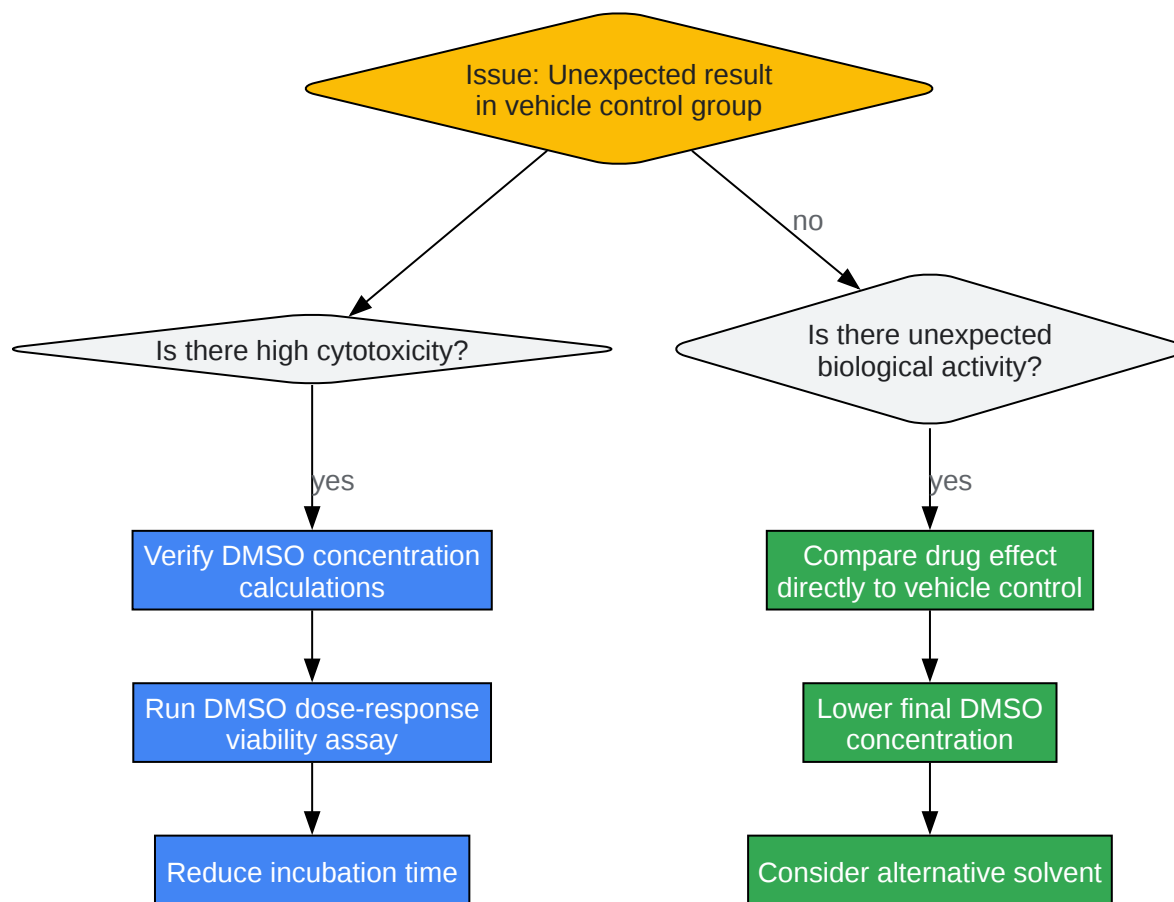 Issue: Unexpected result
in vehicle control group
no
Is there high cytotoxicity?
Is there unexpected
biological activity?
yes
yes
Verify DMSO concentration
calculations
Compare drug effect
directly to vehicle control
Run DMSO dose-response
viability assay
Lower final DMSO
concentration
Reduce incubation time
Consider alternative solvent